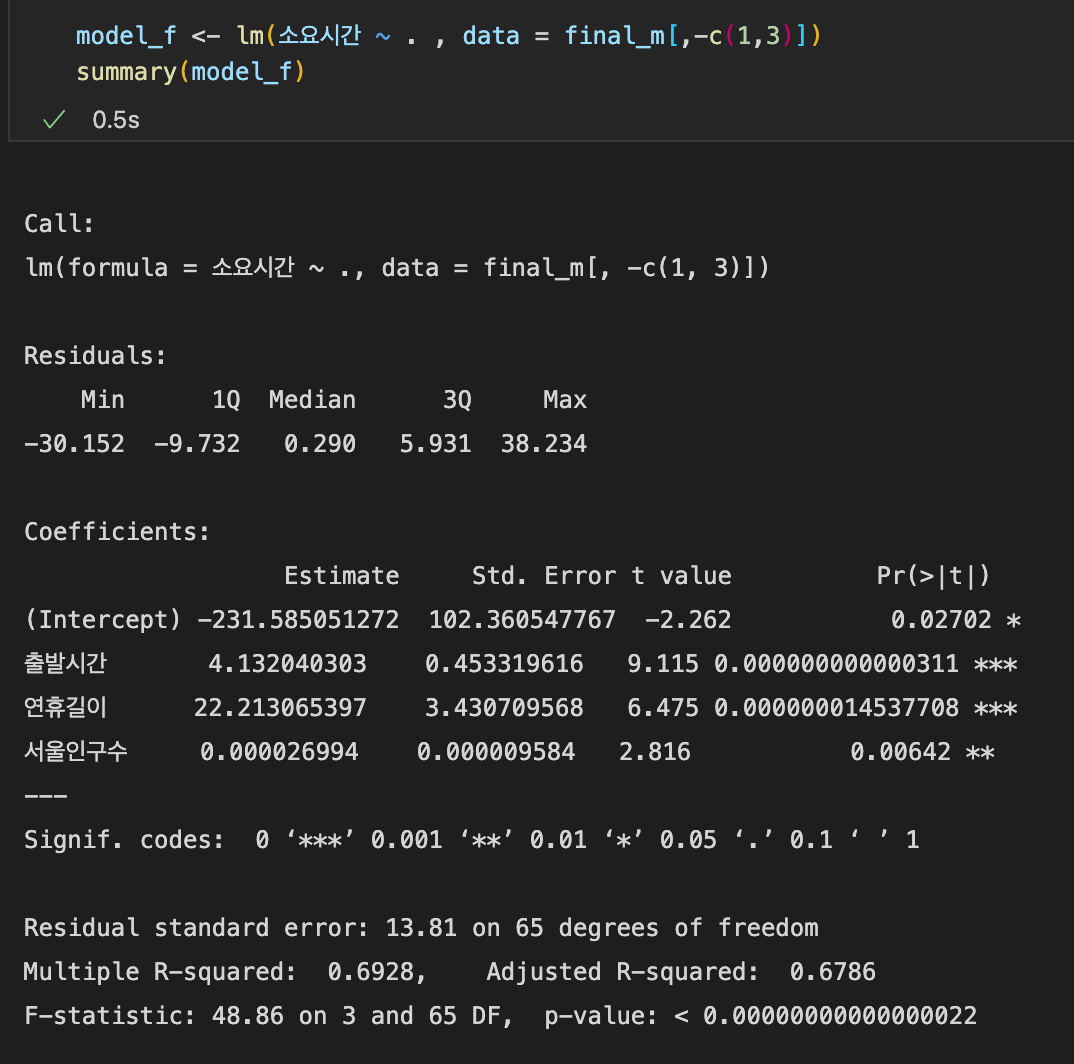 model_f <- lm(소요시간 ~ . , data = final_m[,-c(1,3)])
summary(model_f)
✓ 0.5s
Call:
lm(formula = 소요시간 ~ ., data = final_m[, -c(1, 3)])
Residuals:
    Min      1Q  Median      3Q     Max
-30.152  -9.732   0.290   5.931  38.234
Coefficients:
                  Estimate     Std. Error t value          Pr(>|t|)
(Intercept) -231.585051272  102.360547767  -2.262           0.02702 *
출발시간       4.132040303    0.453319616   9.115 0.000000000000311 ***
연휴길이      22.213065397    3.430709568   6.475 0.000000014537708 ***
서울인구수     0.000026994    0.000009584   2.816           0.00642 **
---
Signif. codes:  0 ‘***’ 0.001 ‘**’ 0.01 ‘*’ 0.05 ‘.’ 0.1 ‘ ’ 1
Residual standard error: 13.81 on 65 degrees of freedom
Multiple R-squared:  0.6928,    Adjusted R-squared:  0.6786
F-statistic: 48.86 on 3 and 65 DF,  p-value: < 0.00000000000000022